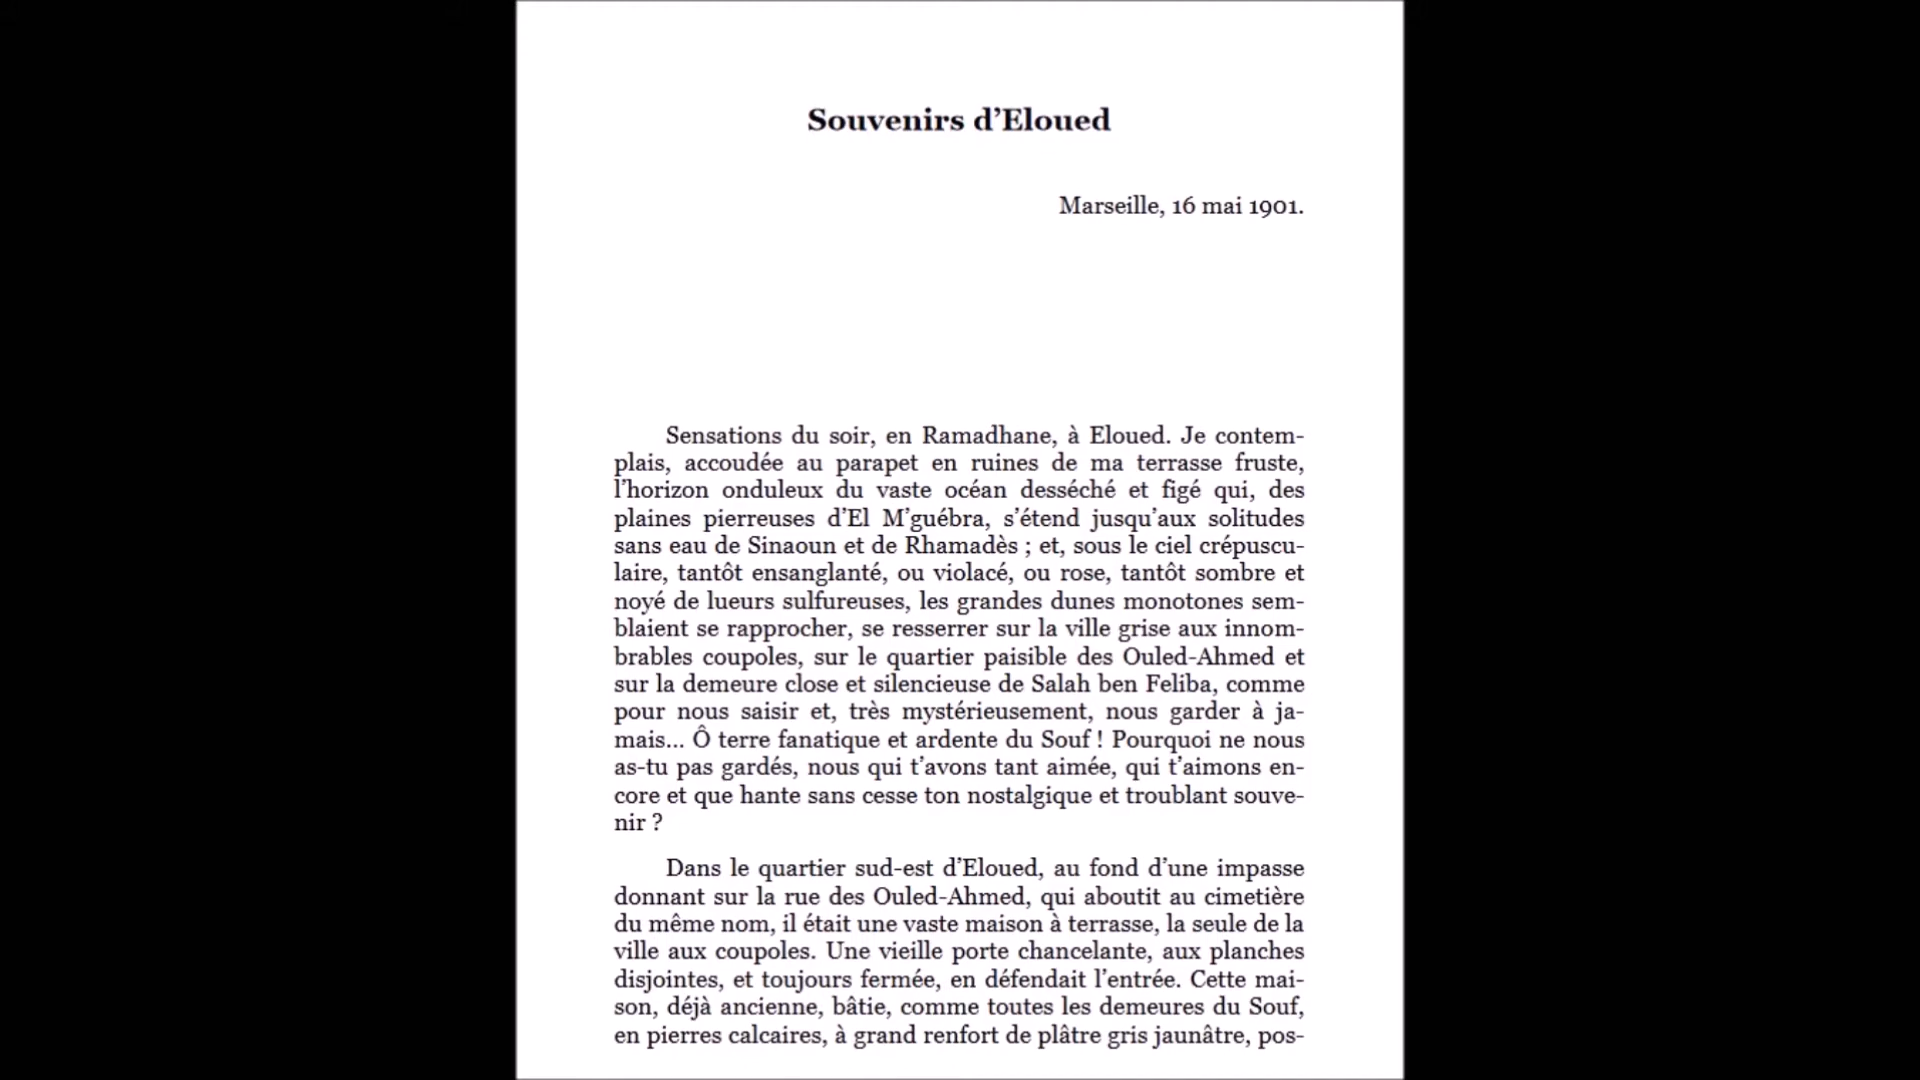 Souvenirs d’Eloued
Marseille, 16 mai 1901.
Sensations du soir, en Ramadhane, à Eloued. Je contem-
plais, accoudée au parapet en ruines de ma terrasse fruste,
l’horizon onduleux du vaste océan desséché et figé qui, des
plaines pierreuses d’El M’guébra, s’étend jusqu’aux solitudes
sans eau de Sinaoun et de Rhamadès ; et, sous le ciel crépuscu-
laire, tantôt ensanglanté, ou violacé, ou rose, tantôt sombre et
noyé de lueurs sulfureuses, les grandes dunes monotones sem-
blaient se rapprocher, se resserrer sur la ville grise aux innom-
brables coupoles, sur le quartier paisible des Ouled-Ahmed et
sur la demeure close et silencieuse de Salah ben Feliba, comme
pour nous saisir et, très mystérieusement, nous garder à ja-
mais... Ô terre fanatique et ardente du Souf ! Pourquoi ne nous
as-tu pas gardés, nous qui t’avons tant aimée, qui t’aimons en-
core et que hante sans cesse ton nostalgique et troublant souve-
nir ?
Dans le quartier sud-est d’Eloued, au fond d’une impasse
donnant sur la rue des Ouled-Ahmed, qui aboutit au cimetière
du même nom, il était une vaste maison à terrasse, la seule de la
ville aux coupoles. Une vieille porte chancelante, aux planches
disjointes, et toujours fermée, en défendait l’entrée. Cette mai-
son, déjà ancienne, bâtie, comme toutes les demeures du Souf,
en pierres calcaires, à grand renfort de plâtre gris jaunâtre, pos-